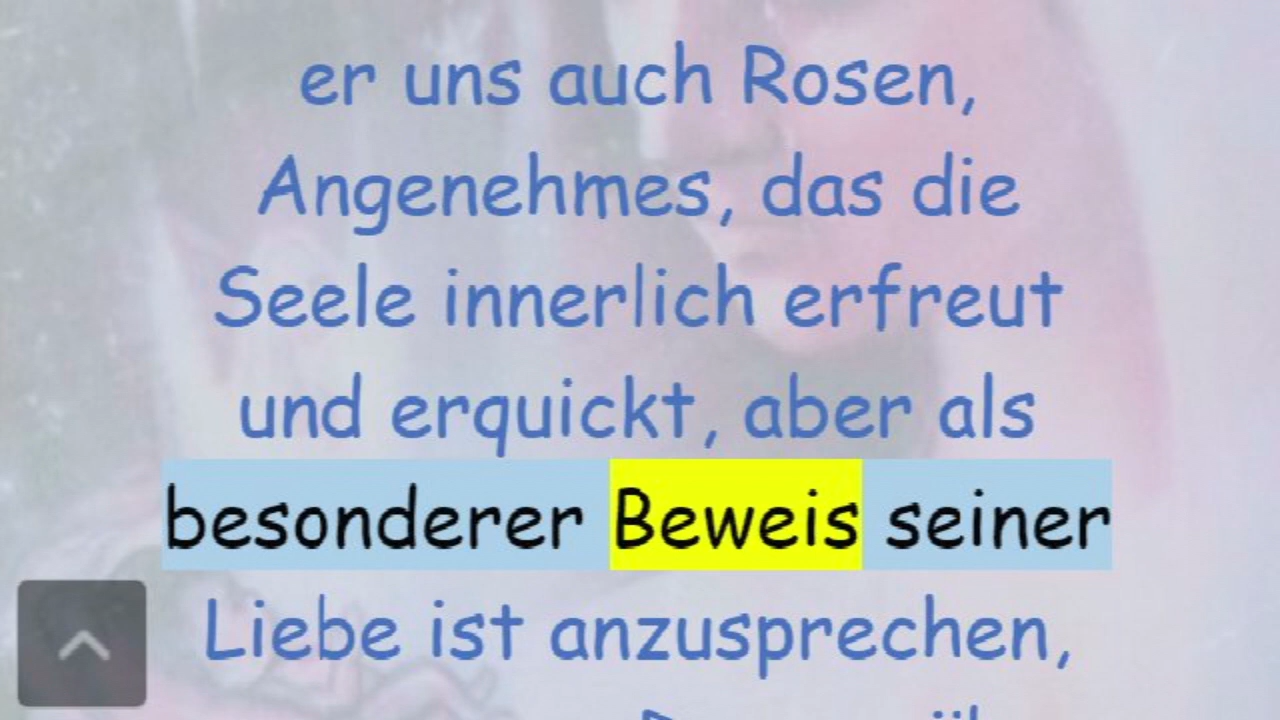 er uns auch Rosen,
Angenehmes, das die
Seele innerlich erfreut
und erquickt, aber als
besonderer Beweis seiner
Liebe ist anzusprechen,